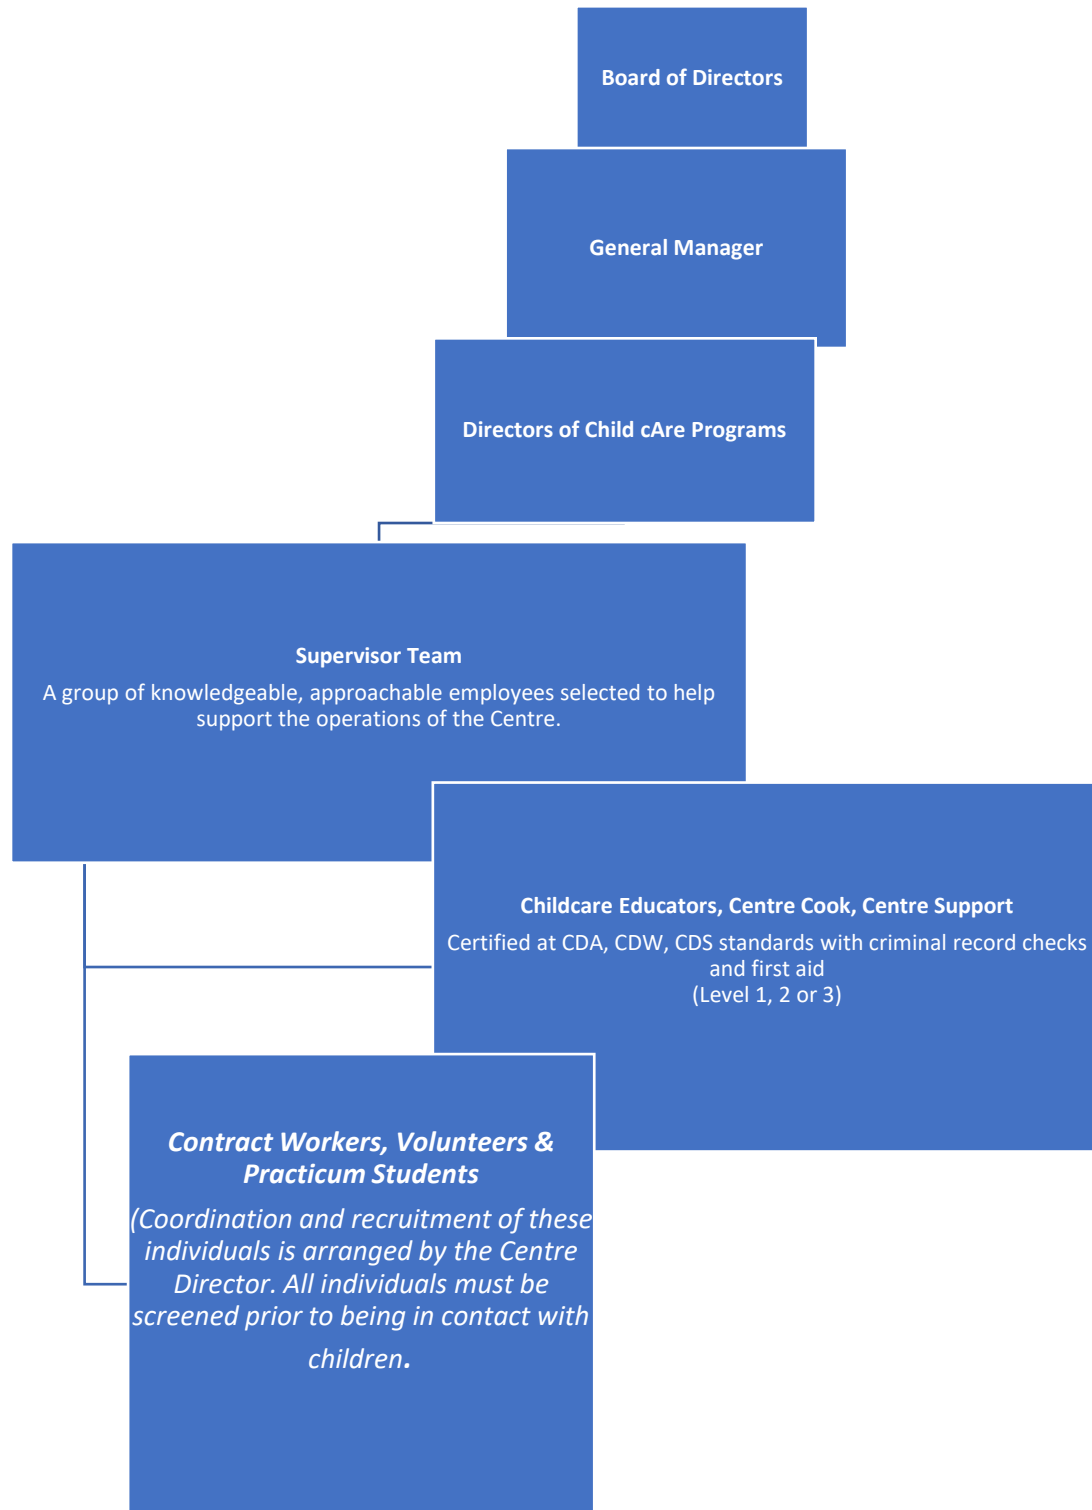 Board of Directors
General Manager
Directors of Child cAre Programs
Supervisor Team
A group of knowledgeable, approachable employees selected to help
support the operations of the Centre.
Childcare Educators, Centre Cook, Centre Support
Certified at CDA, CDW, CDS standards with criminal record checks
and first aid
(Level 1, 2 or 3)
Contract Workers, Volunteers &
Practicum Students
(Coordination and recruitment of these
individuals is arranged by the Centre
Director. All individuals must be
screened prior to being in contact with
children.